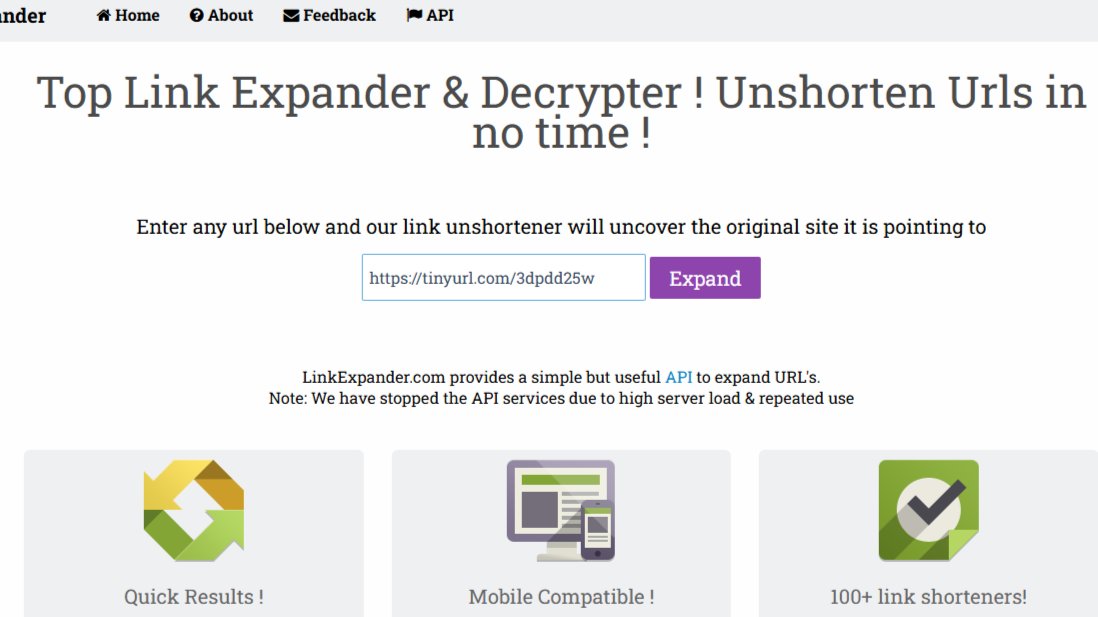 nder Home About Feedback API
Top Link Expander & Decrypter ! Unshorten Urls in
no time !
Enter any url below and our link unshortener will uncover the original site it is pointing to
https://tinyurl.com/3dpdd25w Expand
LinkExpander.com provides a simple but useful API to expand URL's.
Note: We have stopped the API services due to high server load & repeated use
Quick Results ! Mobile Compatible ! 100+ link shorteners!